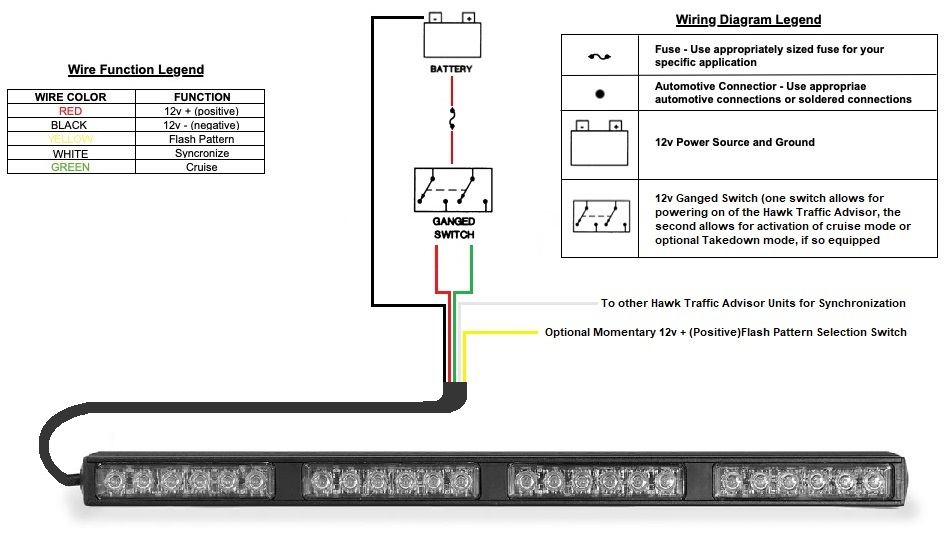 Wire Function Legend
WIRE COLOR FUNCTION
RED 12v + (positive)
BLACK 12v - (negative)
YELLOW Flash Pattern
WHITE Syncronize
GREEN Cruise
- +
BATTERY
GANGED
SWITCH
Wiring Diagram Legend
Fuse - Use appropriately sized fuse for your
specific application
Automotive Connectior - Use appropriae
automotive connections or soldered connections
- +
12v Power Source and Ground
12v Ganged Switch (one switch allows for
powering on of the Hawk Traffic Advisor, the
second allows for activation of cruise mode or
optional Takedown mode, if so equipped
To other Hawk Traffic Advisor Units for Synchronization
Optional Momentary 12v + (Positive)Flash Pattern Selection Switch